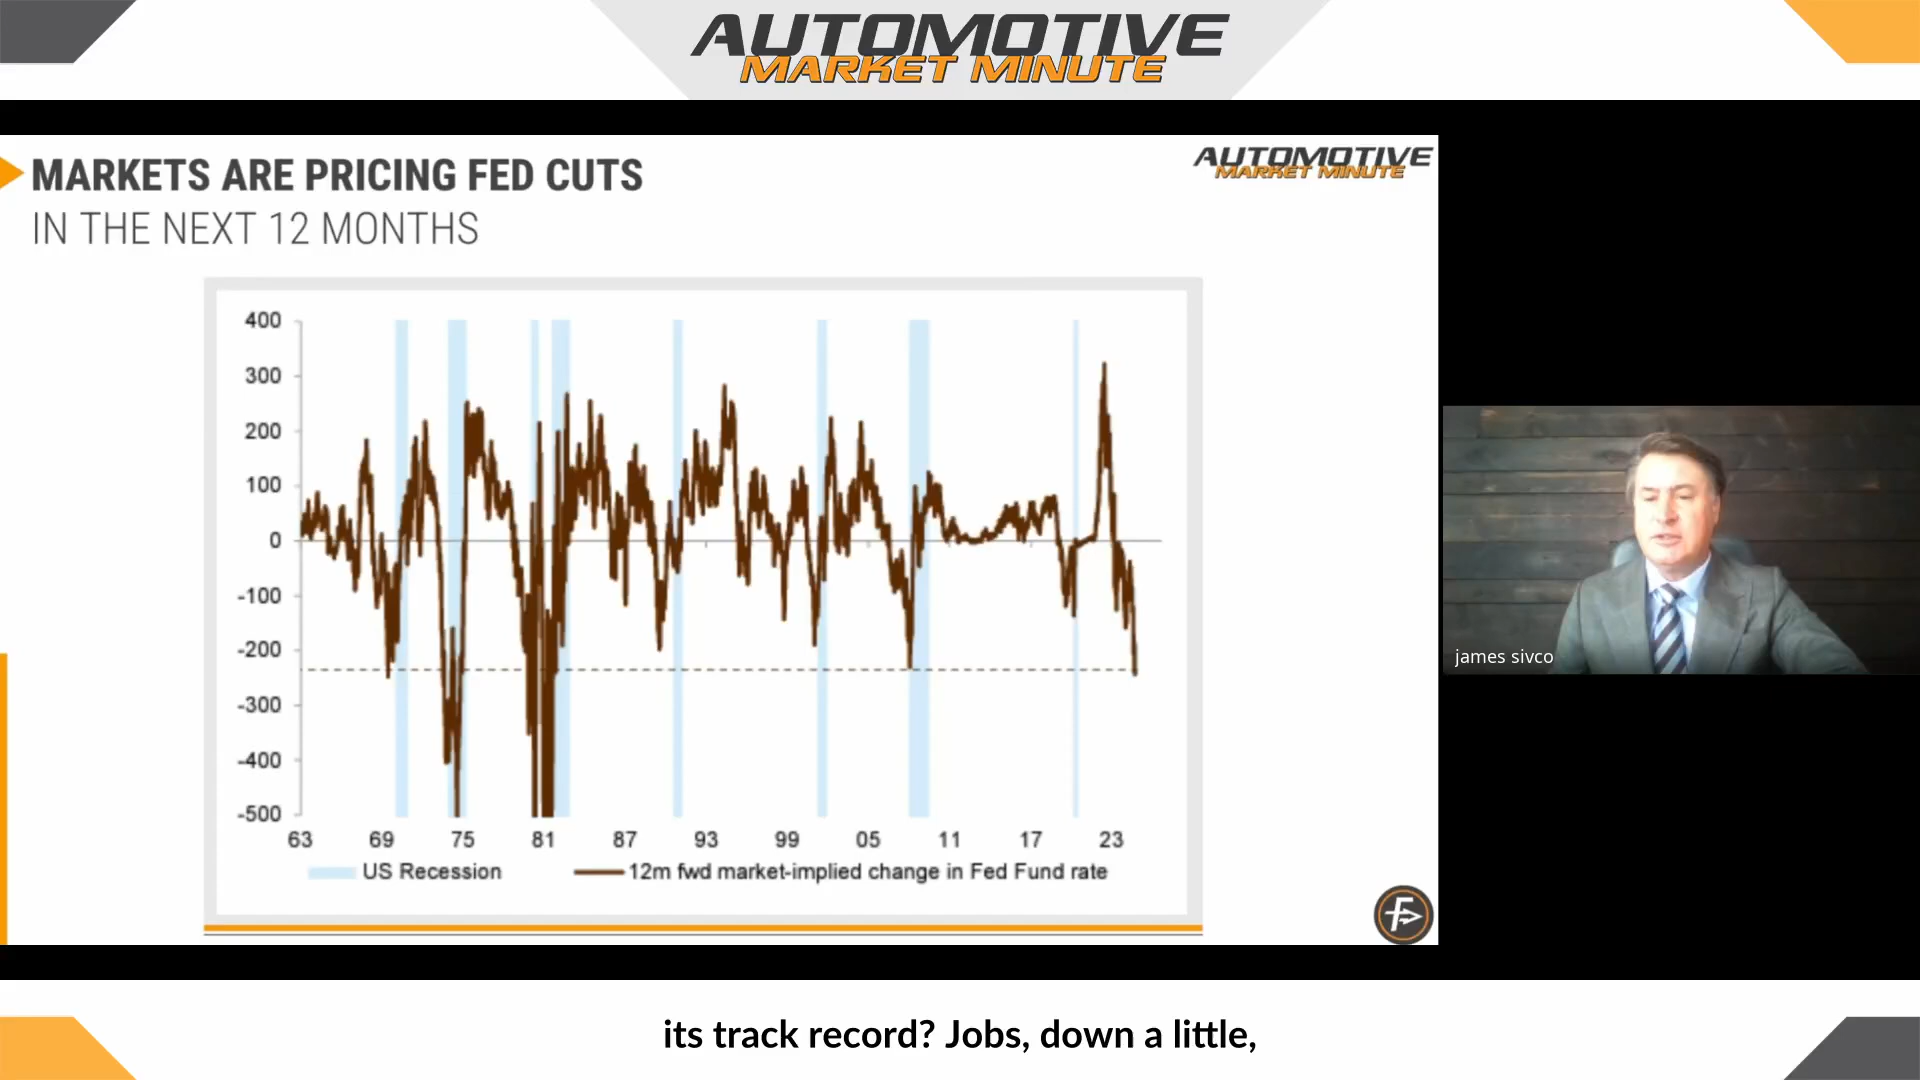 AUTOMOTIVE
MARKET MINUTE
MARKETS ARE PRICING FED CUTS
IN THE NEXT 12 MONTHS
AUTOMOTIVE
MARKET MINUTE
400
300
200
100
0
-100
-200
-300
-400
-500
63 69 75 81 87 93 99 05 11 17 23
US Recession 12m fwd market-implied change in Fed Fund rate
james sivco
its track record? Jobs, down a little,